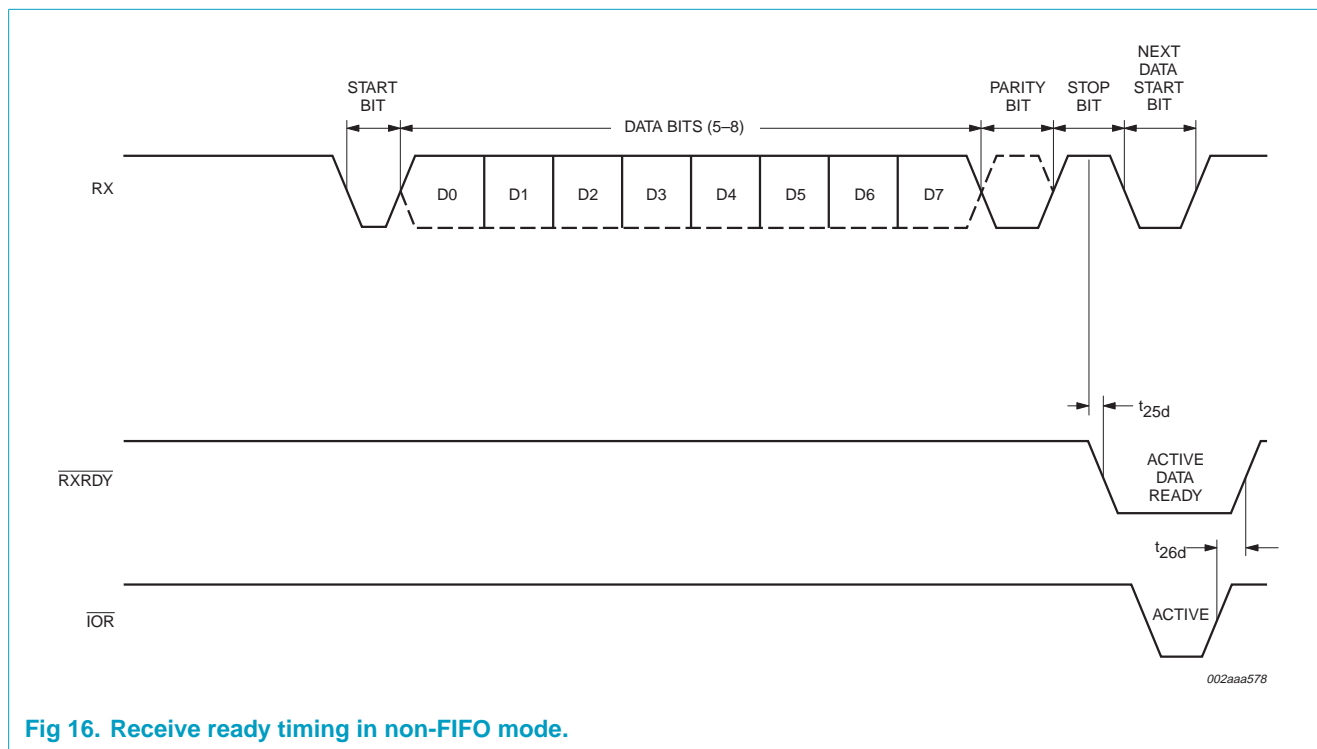 START
BIT
DATA BITS (5–8)
PARITY
BIT
STOP
BIT
NEXT
DATA
START
BIT
RX
D0
D1
D2
D3
D4
D5
D6
D7
t25d
RXRDY
ACTIVE
DATA
READY
t26d
IOR
ACTIVE
002aaa578
Fig 16. Receive ready timing in non-FIFO mode.